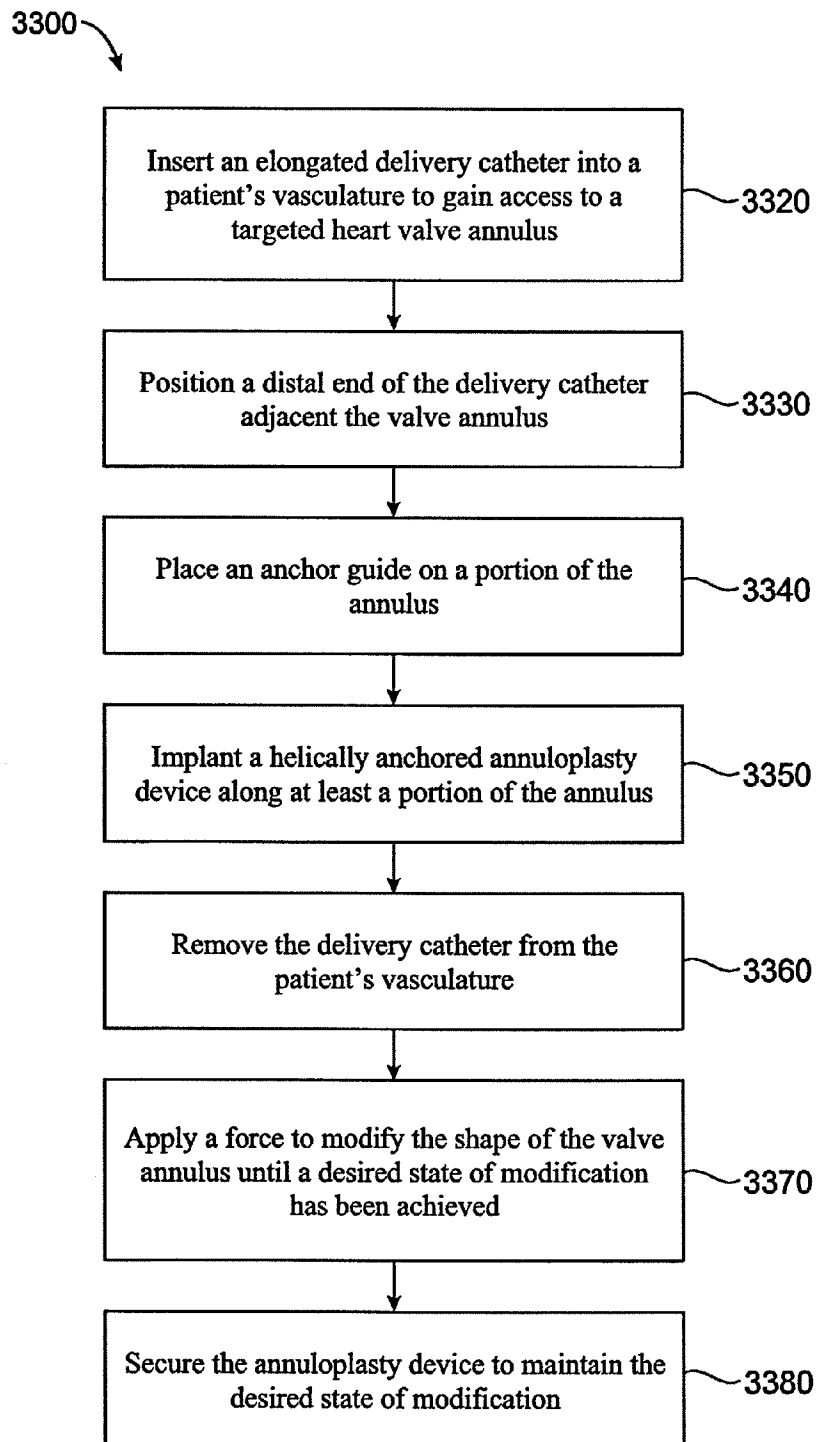 3300
Insert an elongated delivery catheter into a
patient's vasculature to gain access to a
targeted heart valve annulus
3320
Position a distal end of the delivery catheter
adjacent the valve annulus
3330
Place an anchor guide on a portion of the
annulus
3340
Implant a helically anchored annuloplasty
device along at least a portion of the annulus
3350
Remove the delivery catheter from the
patient's vasculature
3360
Apply a force to modify the shape of the valve
annulus until a desired state of modification
has been achieved
3370
Secure the annuloplasty device to maintain the
desired state of modification
3380